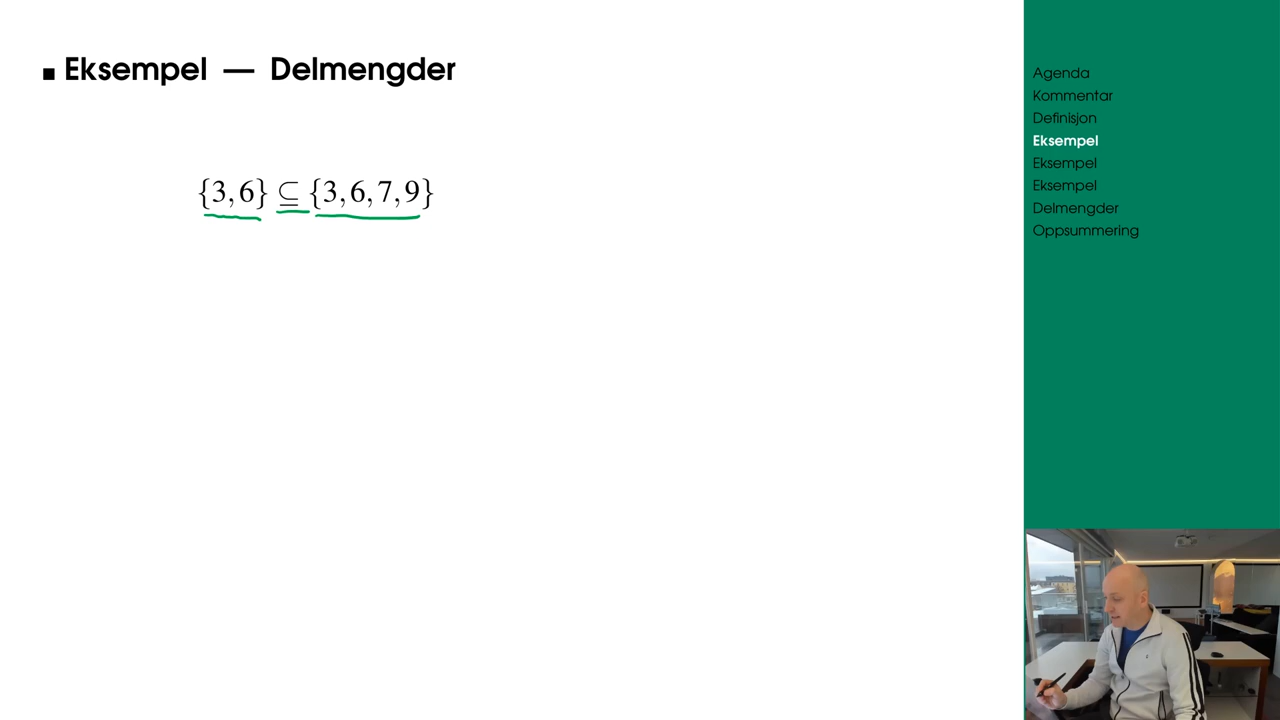 ▪ Eksempel — Delmengder
{3, 6} ⊆ {3, 6, 7, 9}
Agenda
Kommentar
Definisjon
Eksempel
Eksempel
Eksempel
Delmengder
Oppsummering